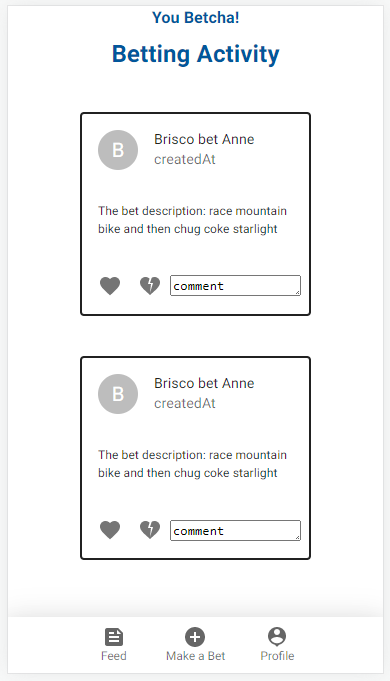 You Betcha!
Betting Activity
B
Brisco bet Anne
createdAt
The bet description: race mountain
bike and then chug coke starlight
comment
B
Brisco bet Anne
createdAt
The bet description: race mountain
bike and then chug coke starlight
comment
Feed
Make a Bet
Profile